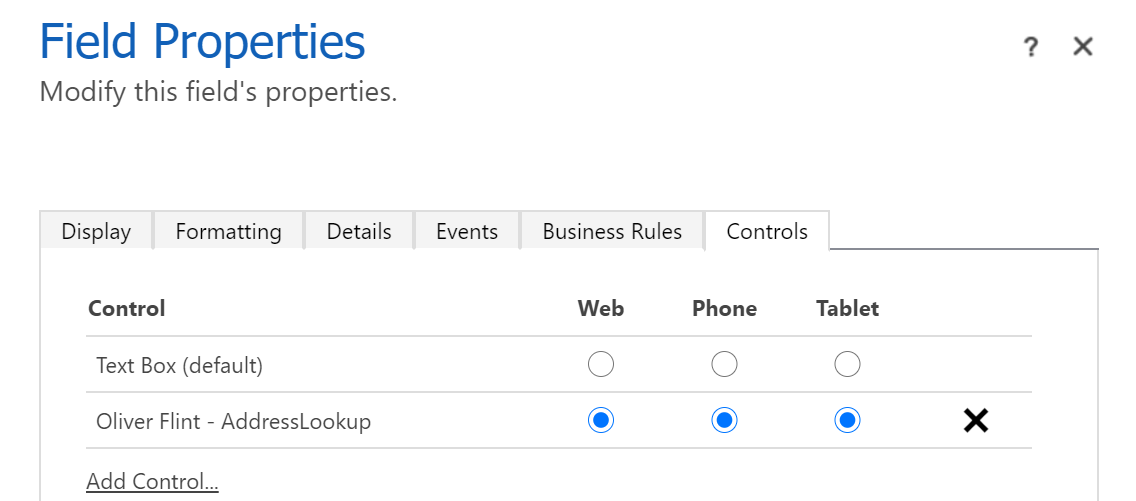 Field Properties
?
Modify this field's properties.
Display Formatting Details Events Business Rules Controls
Control Web Phone Tablet
Text Box (default)
Oliver Flint - AddressLookup
Add Control...